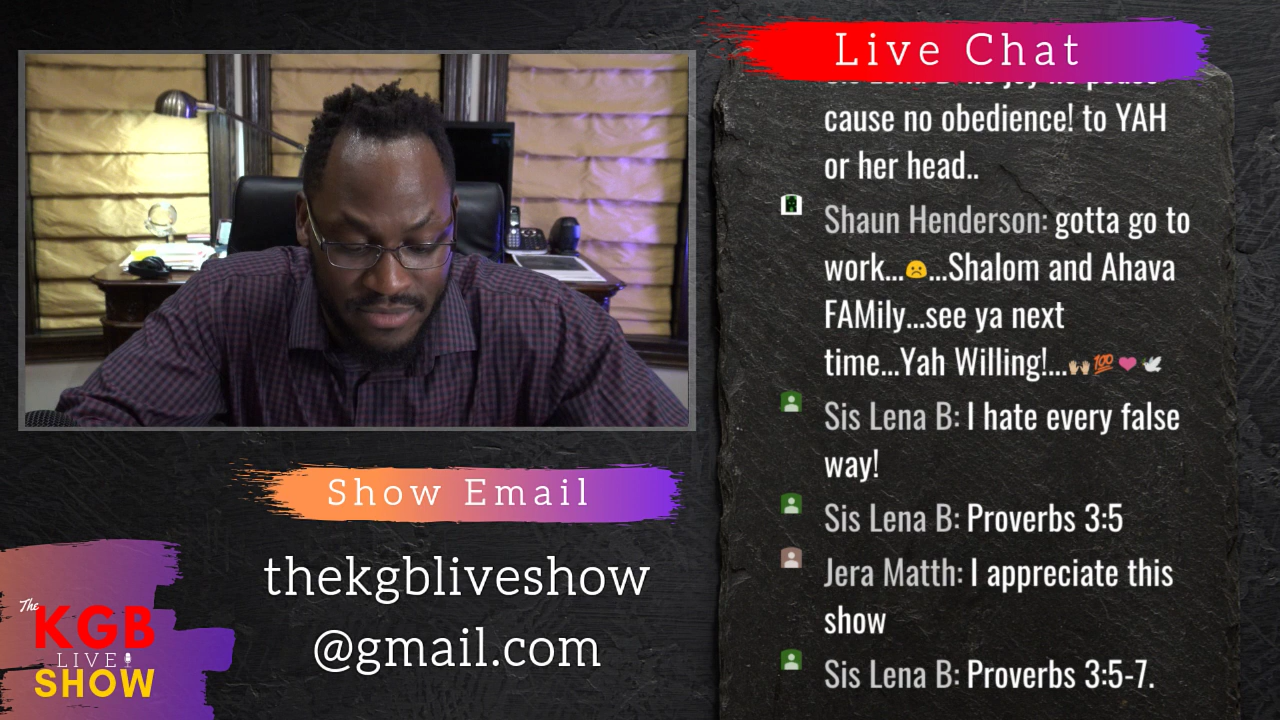 Live Chat
cause no obedience! to YAH
or her head..
Shaun Henderson: gotta go to
work...☹️...Shalom and Ahava
FAMily...see ya next
time...Yah Willing!...🙌🏼💯❤️🕊️
Sis Lena B: I hate every false
way!
Sis Lena B: Proverbs 3:5
Jera Matth: I appreciate this
show
Sis Lena B: Proverbs 3:5-7.
Show Email
thekgbliveshow
@gmail.com
The
KGB
LIVE
SHOW